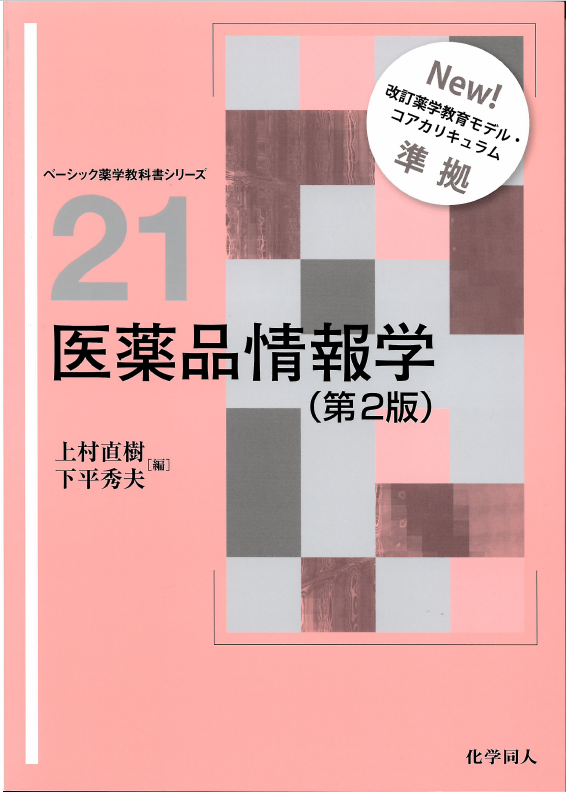 New!
改訂薬学教育モデル・
コアカリキュラム
準拠
ベーシック薬学教科書シリーズ
21
医薬品情報学
(第2版)
上村直樹
下平秀夫
[編]
化学同人